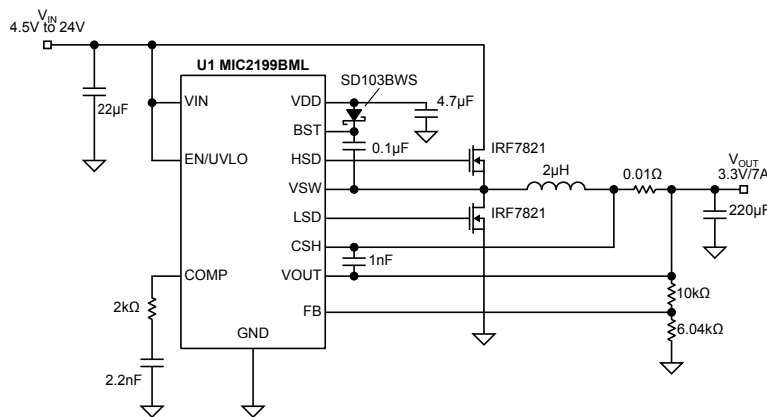 VIN
4.5V to 24V
U1 MIC2199BML
SD103BWS
22µF
VIN
VDD
4.7µF
BST
0.1µF
EN/UVLO
HSD
IRF7821
VSW
2µH
0.01Ω
VOUT
3.3V/7A
LSD
IRF7821
220µF
CSH
COMP
VOUT
1nF
2kΩ
10kΩ
FB
6.04kΩ
GND
2.2nF